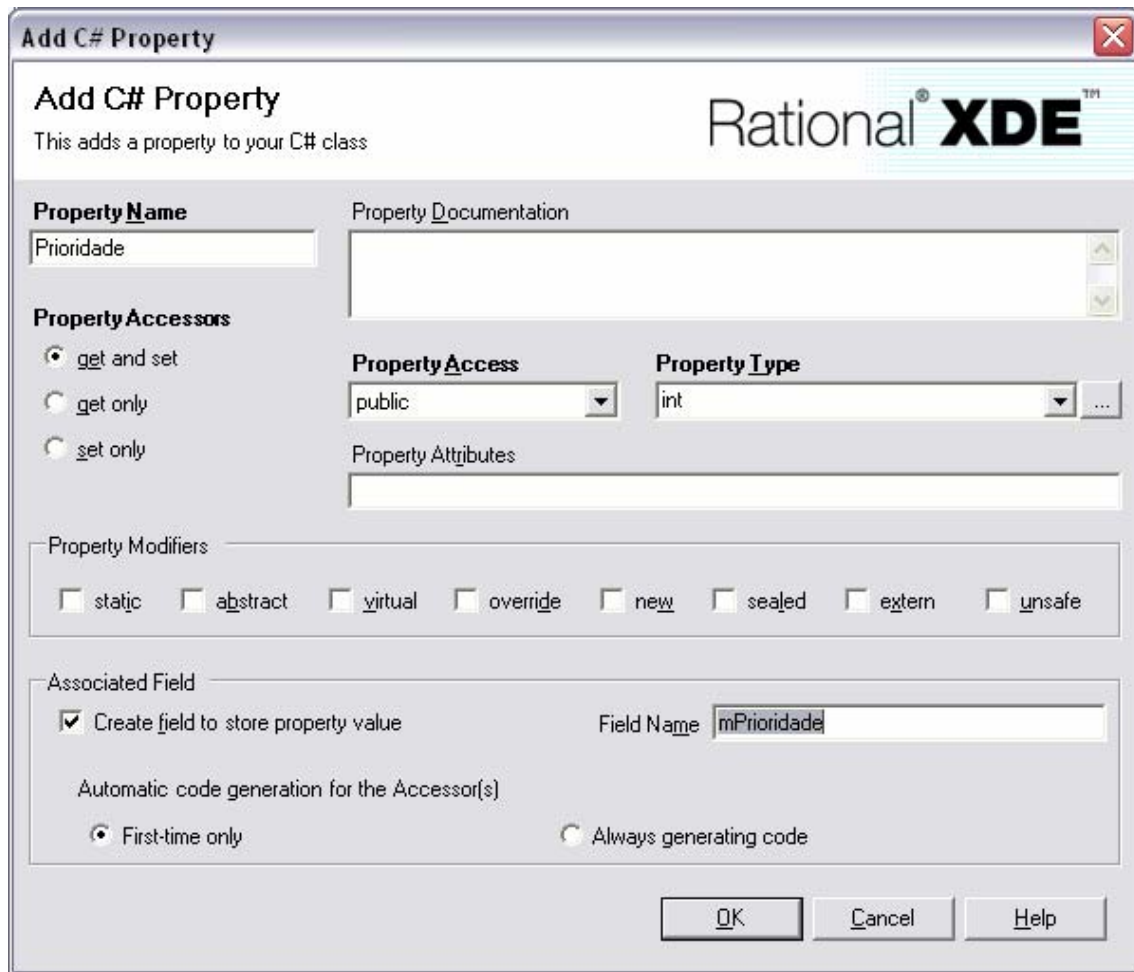 Add C# Property
Add C# Property
This adds a property to your C# class
Rational® XDE™
Property Name
Prioridade
Property Documentation
Property Accessors
get and set
get only
set only
Property Access
public
Property Type
int
...
Property Attributes
Property Modifiers
static abstract virtual override new sealed extern unsafe
Associated Field
Create field to store property value
Field Name mPrioridade
Automatic code generation for the Accessor(s)
First-time only Always generating code
OK Cancel Help